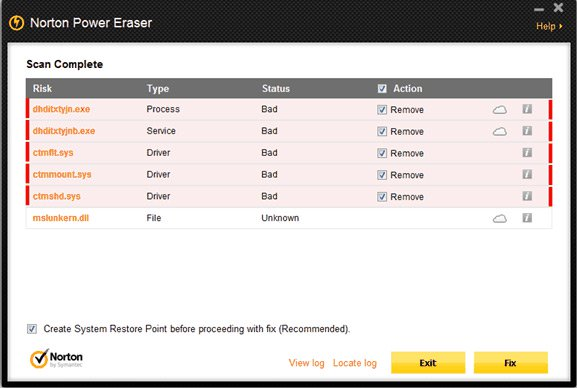 Norton Power Eraser
Help
Scan Complete
Risk Type Status Action
dhditxtyjn.exe Process Bad Remove
dhditxtyjnb.exe Service Bad Remove
ctmflt.sys Driver Bad Remove
ctmmount.sys Driver Bad Remove
ctmshd.sys Driver Bad Remove
mslunkern.dll File Unknown
Create System Restore Point before proceeding with fix (Recommended).
Norton
by Symantec
View log Locate log Exit Fix